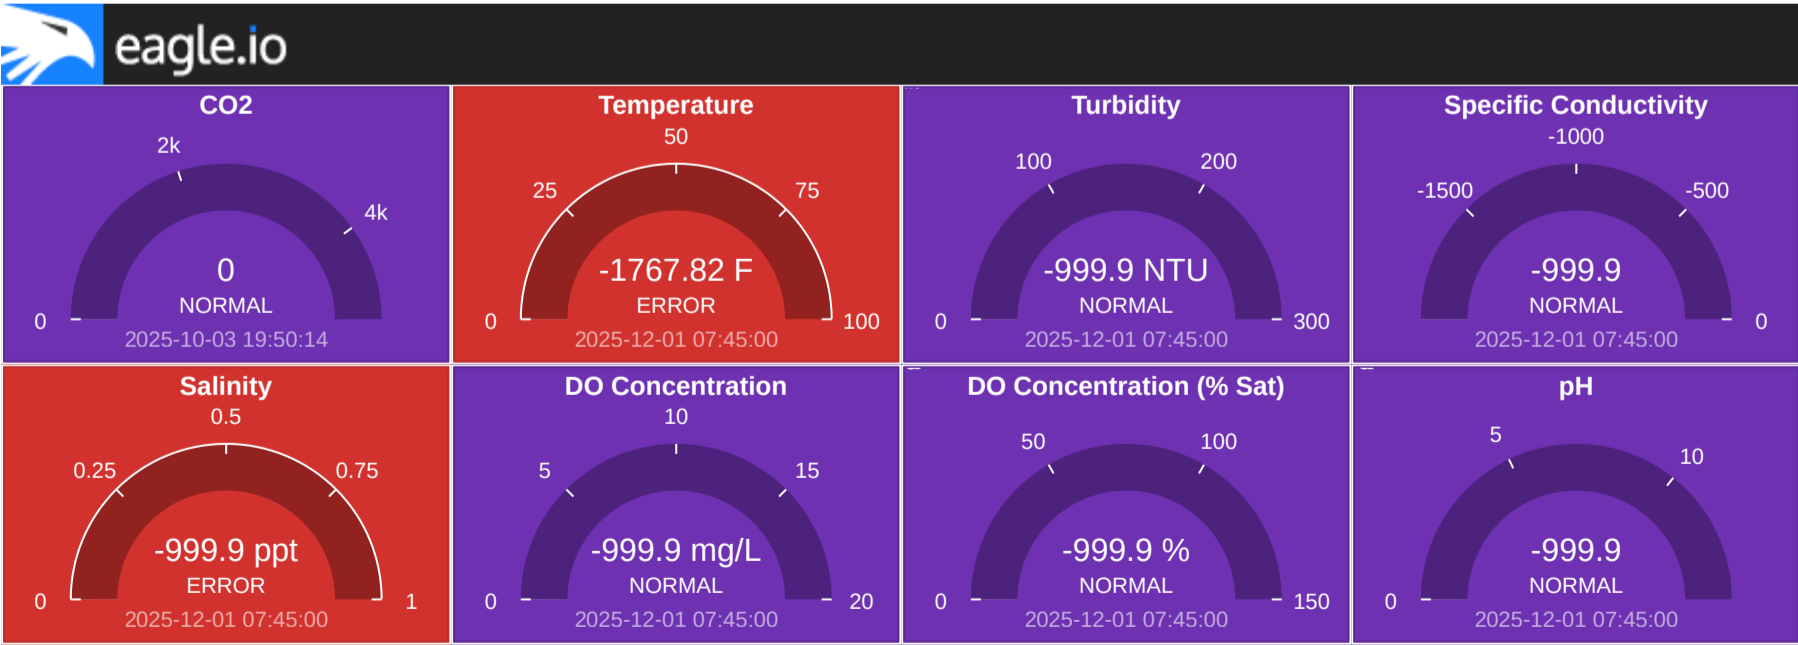 eagle.io
CO2
2k
4k
0
NORMAL
0
2025-10-03 19:50:14
Temperature
50
25
75
-1767.82 F
ERROR
0
100
2025-12-01 07:45:00
Turbidity
100
200
-999.9 NTU
NORMAL
0
300
2025-12-01 07:45:00
Specific Conductivity
-1000
-1500
-500
-999.9
NORMAL
0
2025-12-01 07:45:00
Salinity
0.5
0.25
0.75
-999.9 ppt
ERROR
0
1
2025-12-01 07:45:00
DO Concentration
10
5
15
-999.9 mg/L
NORMAL
0
20
2025-12-01 07:45:00
DO Concentration (% Sat)
50
100
-999.9 %
NORMAL
0
150
2025-12-01 07:45:00
pH
5
10
-999.9
NORMAL
0
2025-12-01 07:45:00